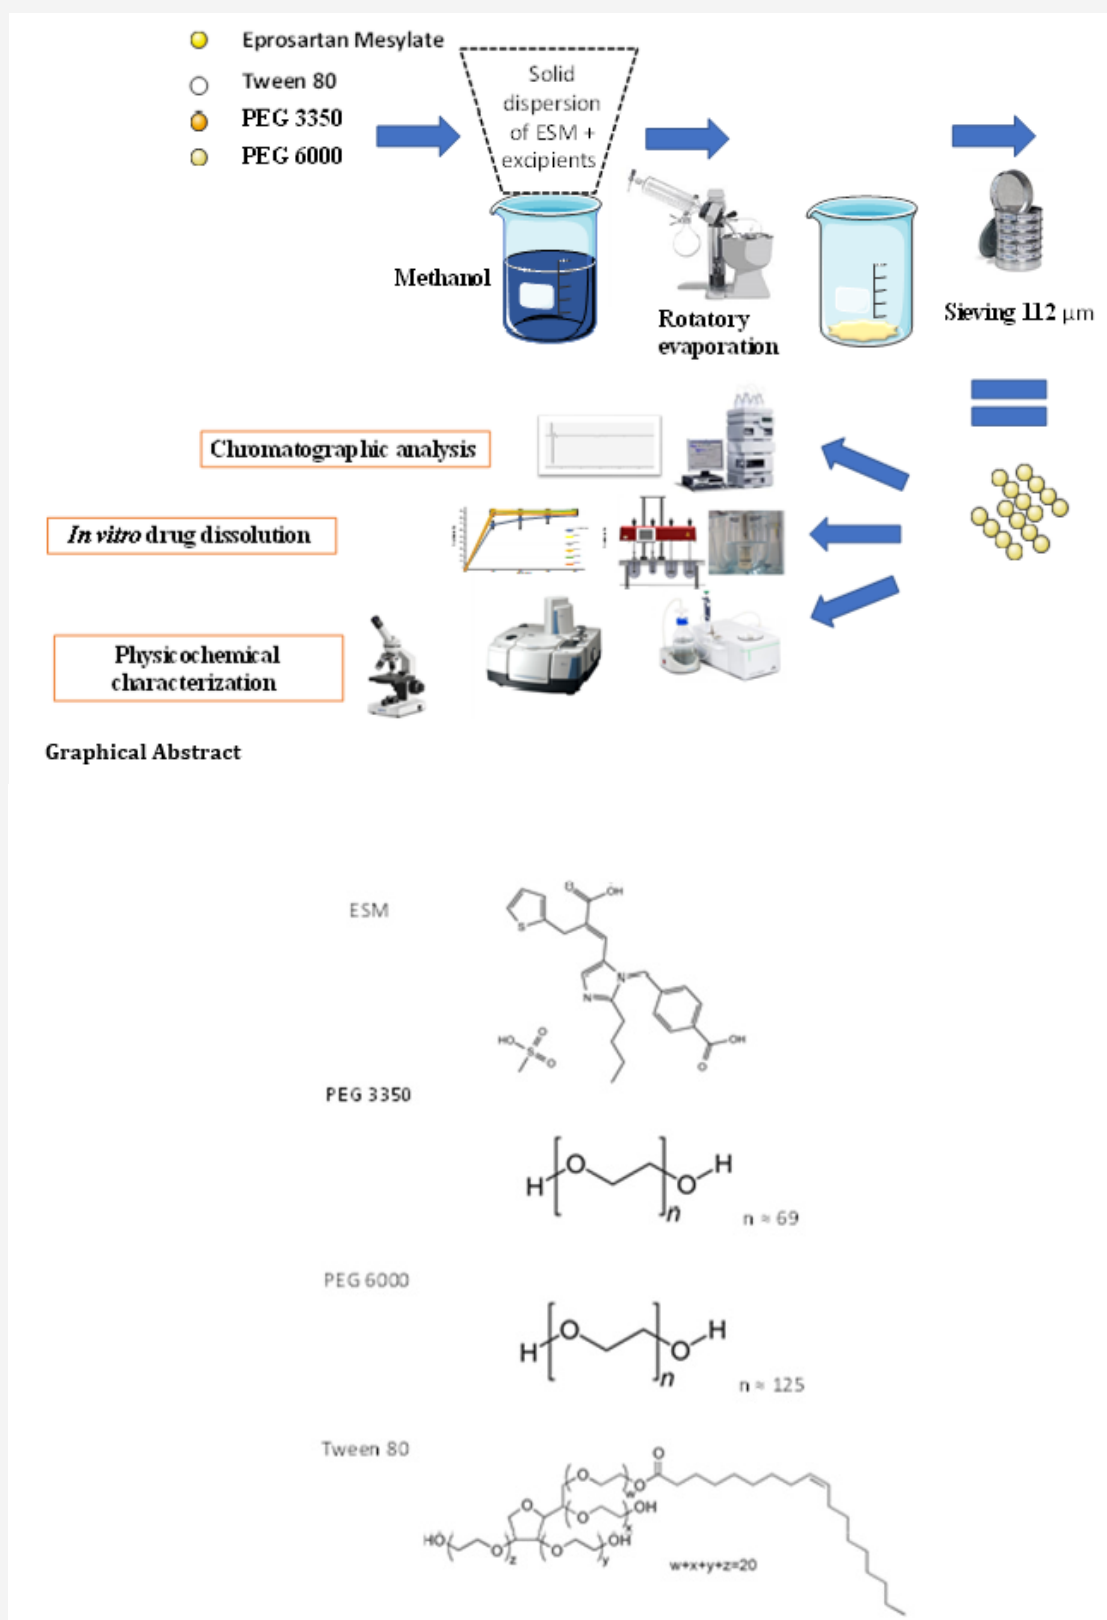 Eprosartan Mesylate
Tween 80
PEG 3350
PEG 6000
Solid
dispersion
of ESM +
excipients
Methanol
Rotatory
evaporation
Sieving 112 µm
Chromatographic analysis
In vitro drug dissolution
Physicochemical
characterization
Graphical Abstract
ESM
O
OH
S
N
N
HO
O
S
O
OH
O
PEG 3350
H
O
O
H
n
n ≈ 69
PEG 6000
H
O
O
H
n
n ≈ 125
Tween 80
O
O
w
O
O
O
x
OH
HO
O
z
O
y
OH
w+x+y+z=20